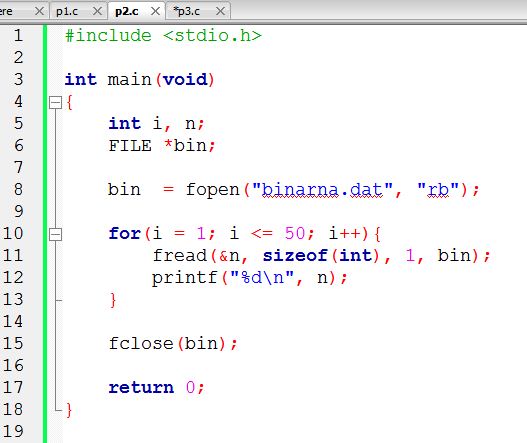 ere p1.c p2.c *p3.c
1 #include <stdio.h>
2
3 int main(void)
4 {
5     int i, n;
6     FILE *bin;
7
8     bin  = fopen("binarna.dat", "rb");
9
10     for(i = 1; i <= 50; i++){
11         fread(&n, sizeof(int), 1, bin);
12         printf("%d\n", n);
13     }
14
15     fclose(bin);
16
17     return 0;
18 }
19